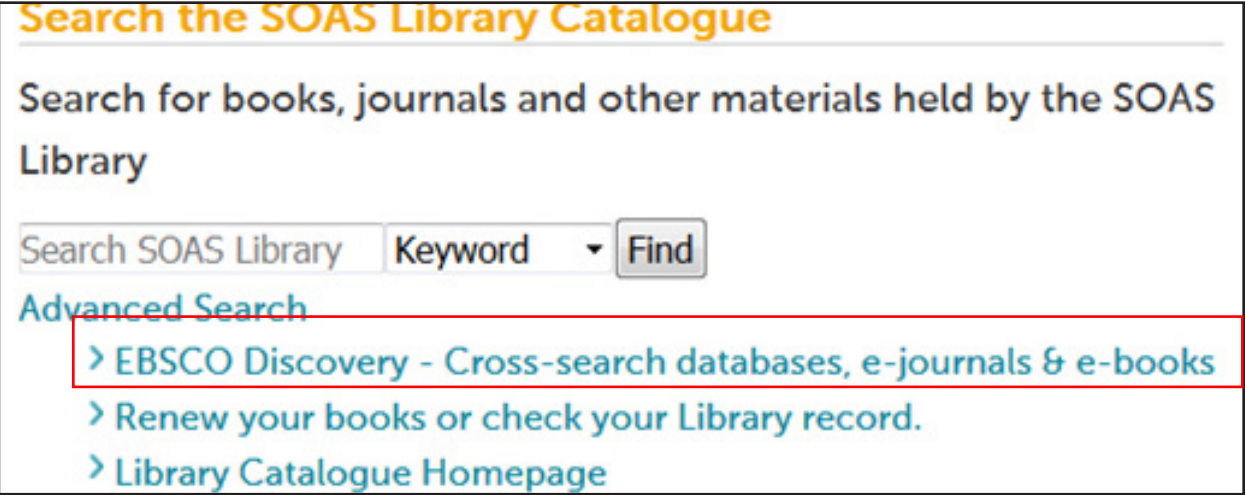 Search the SOAS Library Catalogue
Search for books, journals and other materials held by the SOAS
Library
Search SOAS Library Keyword Find
Advanced Search
EBSCO Discovery - Cross-search databases, e-journals & e-books
Renew your books or check your Library record.
Library Catalogue Homepage